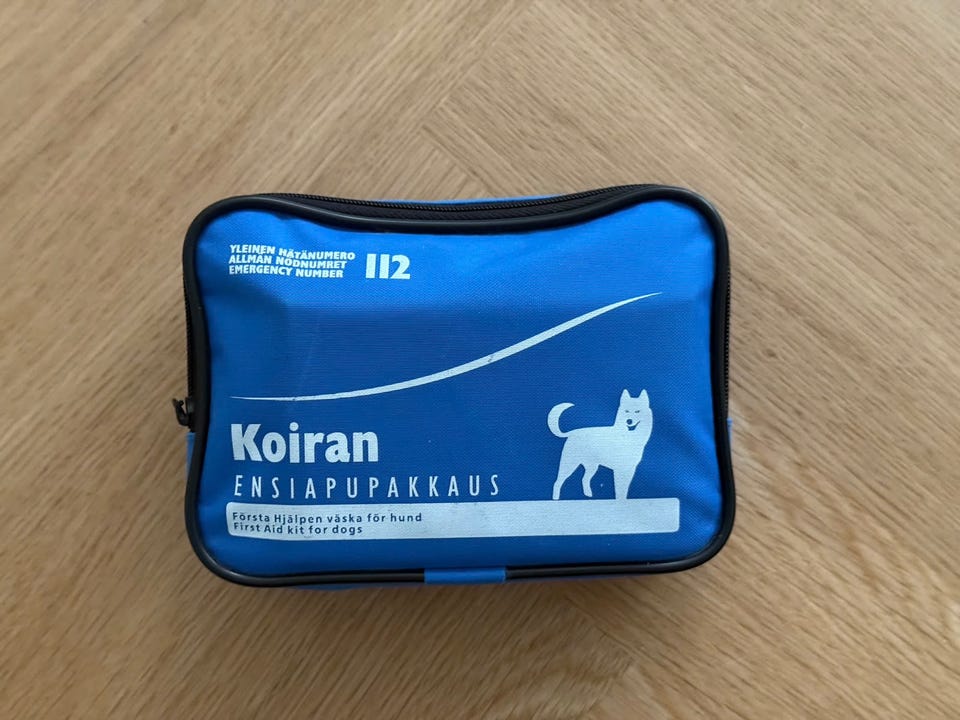 YLEINEN HÄTÄNUMERO
ALLMÄN NÖDNUMRET
EMERGENCY NUMBER 112
Koiran
ENSIAPUPAKKAUS
Första Hjälpen väska för hund
First Aid kit for dogs